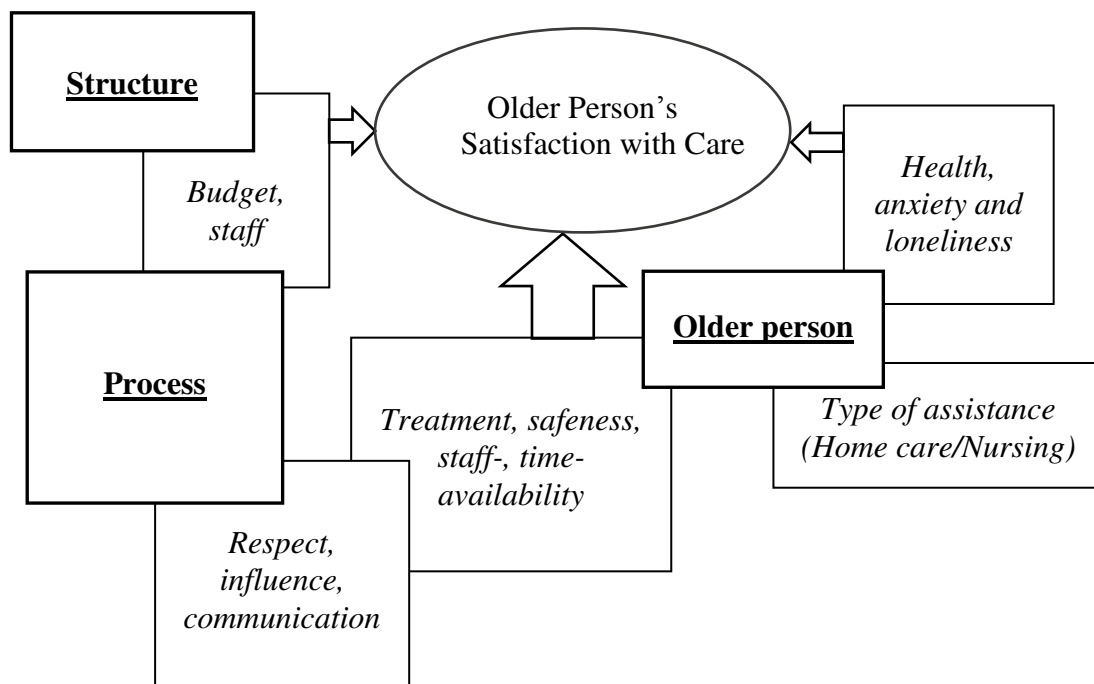 Structure
Older Person’s
Satisfaction with Care
Budget,
staff
Health,
anxiety and
loneliness
Process
Older person
Treatment, safeness,
staff-, time-
availability
Type of assistance
(Home care/Nursing)
Respect,
influence,
communication